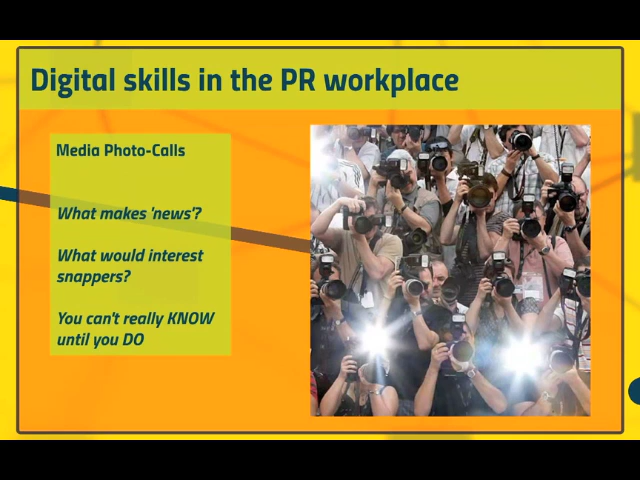 Digital skills in the PR workplace
Media Photo-Calls
What makes 'news'?
What would interest
snappers?
You can't really KNOW
until you DO